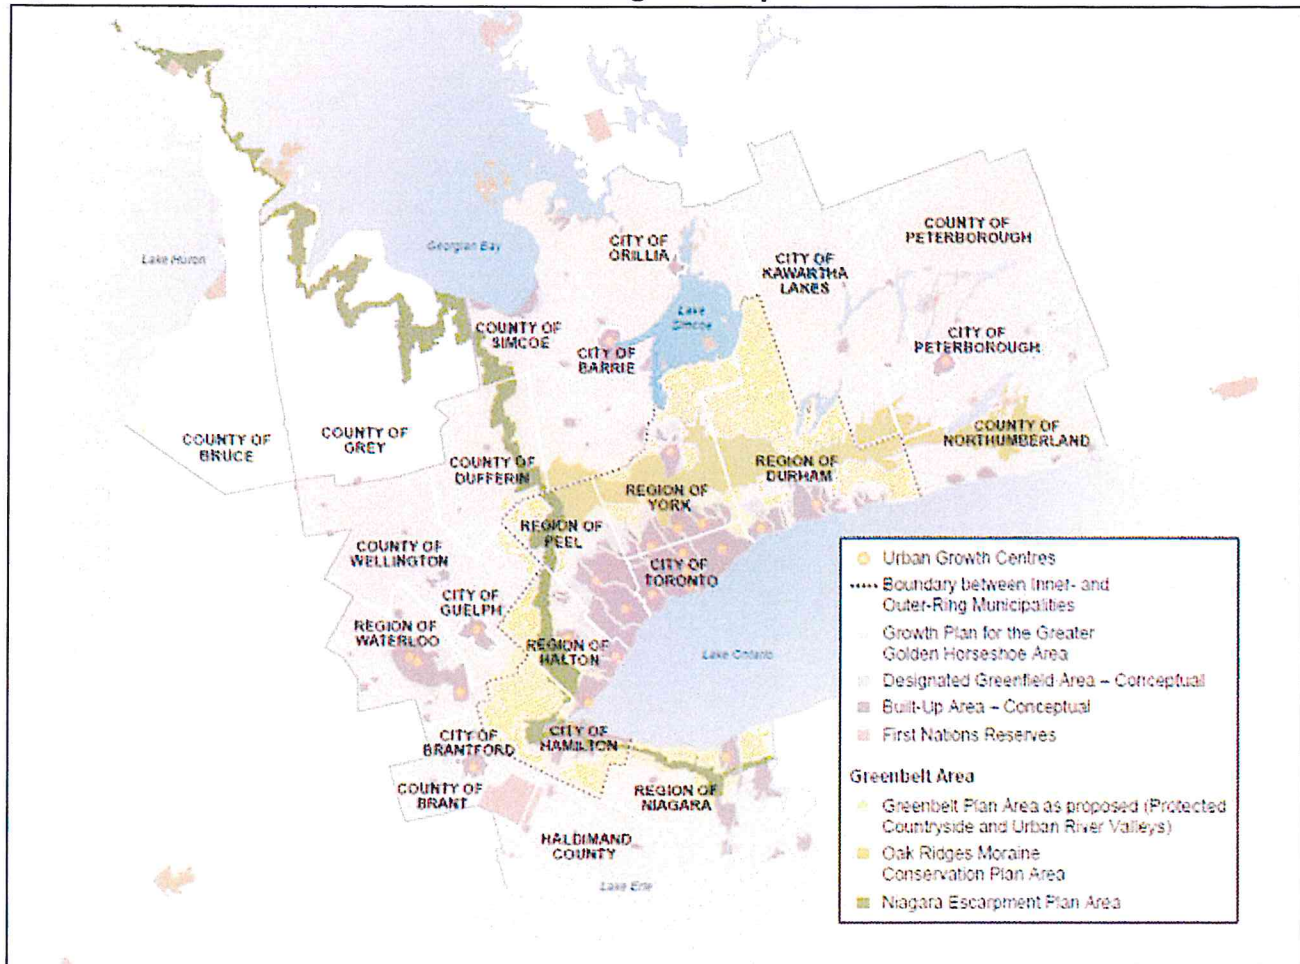 COUNTY OF
PETERBOROUGH
CITY OF
ORILLIA
Georgian Bay
Lake Huron
CITY OF
KAWARTHA
LAKES
Lake
Simcoe
COUNTY OF
SIMCOE
CITY OF
BARRIE
CITY OF
PETERBOROUGH
COUNTY OF
BRUCE
COUNTY OF
GREY
COUNTY OF
NORTHUMBERLAND
COUNTY OF
DUFFERIN
REGION OF
DURHAM
REGION OF
YORK
REGION OF
PEEL
COUNTY OF
WELLINGTON
CITY OF
TORONTO
CITY OF
GUELPH
REGION OF
WATERLOO
REGION OF
HALTON
Lake Ontario
CITY OF
BRANTFORD
CITY OF
HAMILTON
COUNTY OF
BRANT
REGION OF
NIAGARA
HALDIMAND
COUNTY
Lake Erie
Urban Growth Centres
Boundary between Inner- and
Outer-Ring Municipalities
Growth Plan for the Greater
Golden Horseshoe Area
Designated Greenfield Area – Conceptual
Built-Up Area – Conceptual
First Nations Reserves
Greenbelt Area
Greenbelt Plan Area as proposed (Protected
Countryside and Urban River Valleys)
Oak Ridges Moraine
Conservation Plan Area
Niagara Escarpment Plan Area